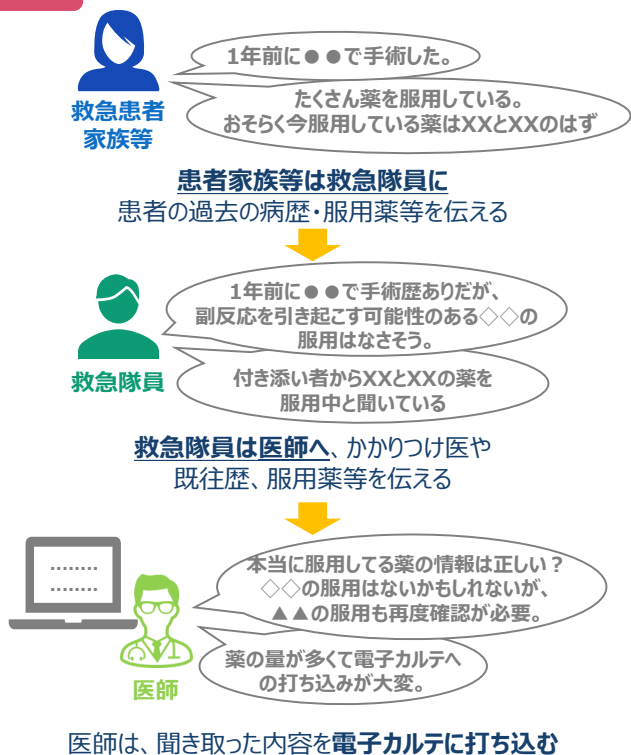 1年前に●●で手術した。
たくさん薬を服用している。
おそらく今服用している薬はXXとXXのはず
救急患者
家族等
患者家族等は救急隊員に
患者の過去の病歴・服用薬等を伝える
1年前に●●で手術歴ありだが、
副反応を引き起こす可能性のある◇◇の
服用はなさそう。
付き添い者からXXとXXの薬を
服用中と聞いている
救急隊員
救急隊員は医師へ、かかりつけ医や
既往歴、服用薬等を伝える
........
........
本当に服用してる薬の情報は正しい？
◇◇の服用はないかもしれないが、
▲▲の服用も再度確認が必要。
薬の量が多くて電子カルテへ
の打ち込みが大変。
医師
医師は、聞き取った内容を電子カルテに打ち込む